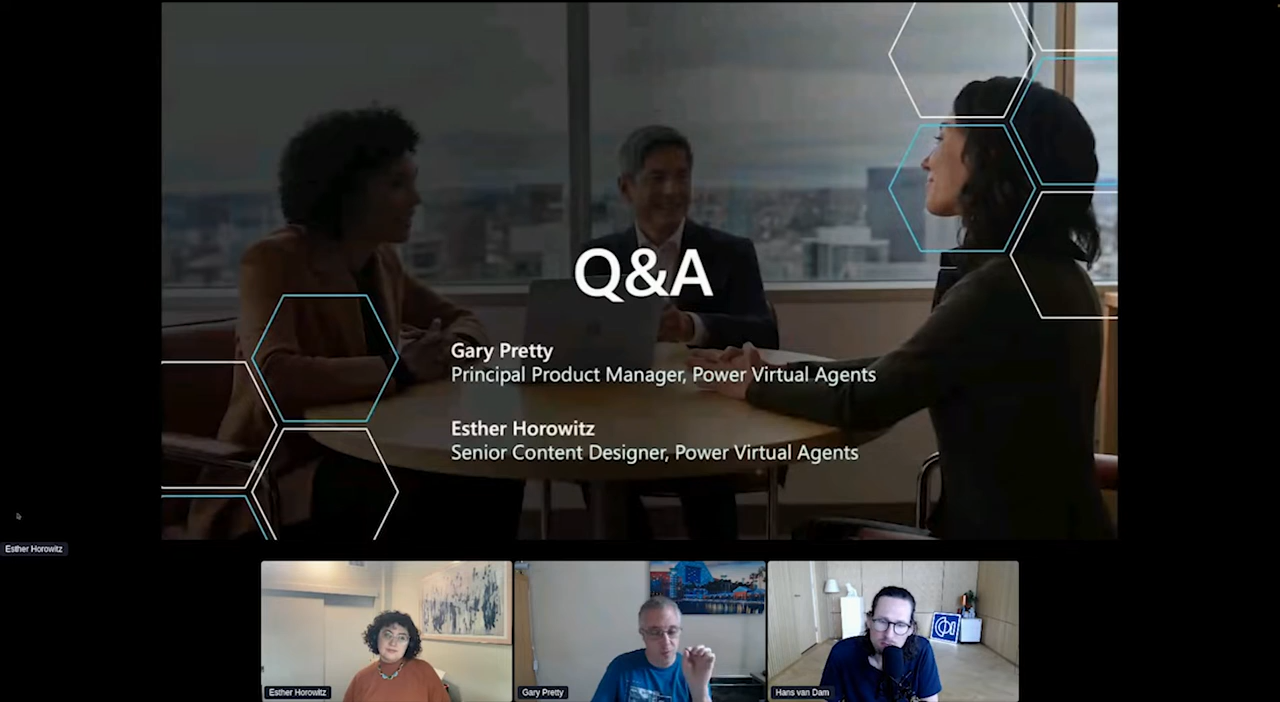 Q&A
Gary Pretty
Principal Product Manager, Power Virtual Agents
Esther Horowitz
Senior Content Designer, Power Virtual Agents
Esther Horowitz
Esther Horowitz
Gary Pretty
Hans van Dam